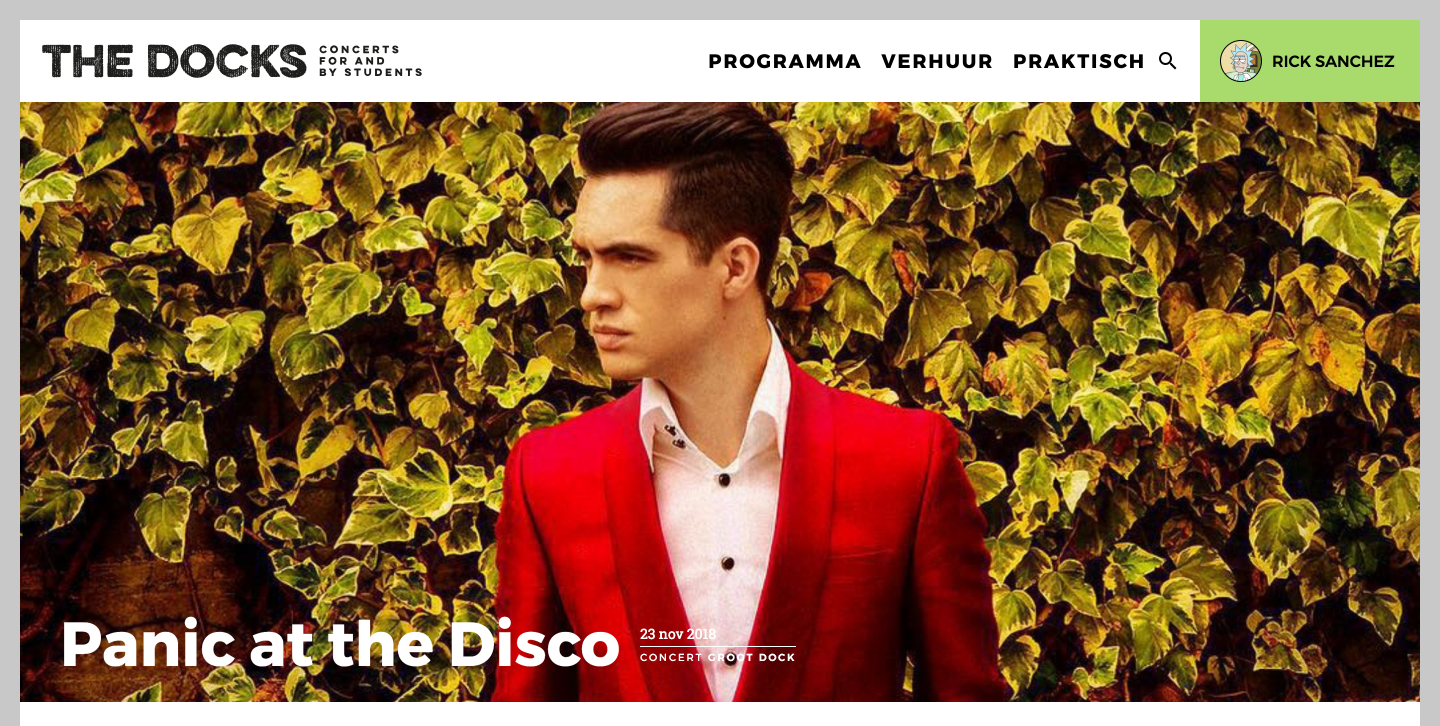 THE DOCKS
CONCERTS
FOR AND
BY STUDENTS
PROGRAMMA VERHUUR PRAKTISCH
RICK SANCHEZ
Panic at the Disco
23 nov 2018
CONCERT GROOT DOCK